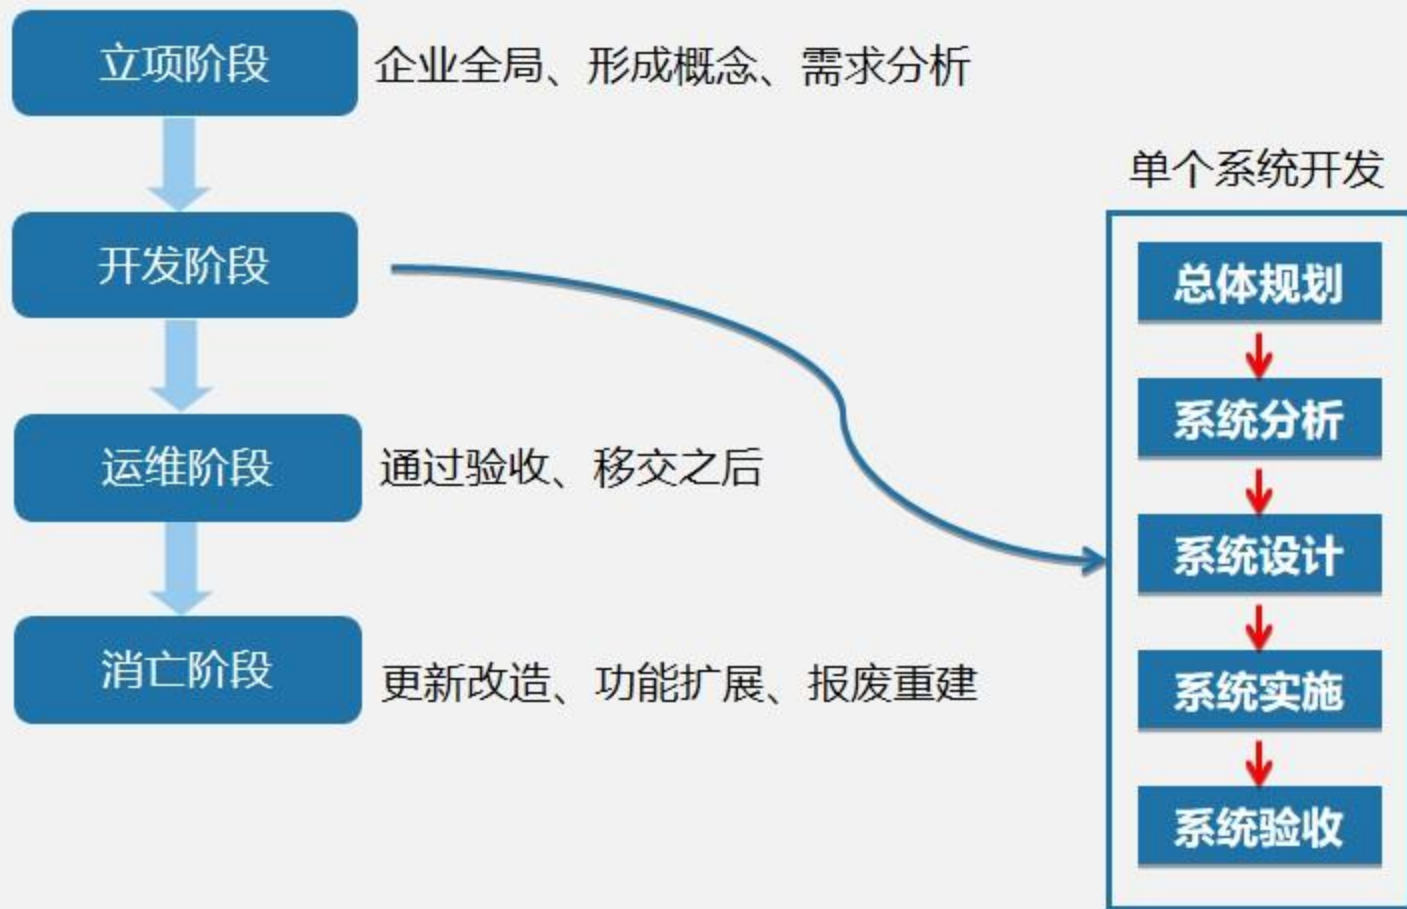 立项阶段
企业全局、形成概念、需求分析
开发阶段
运维阶段
通过验收、移交之后
消亡阶段
更新改造、功能扩展、报废重建
单个系统开发
总体规划
系统分析
系统设计
系统实施
系统验收